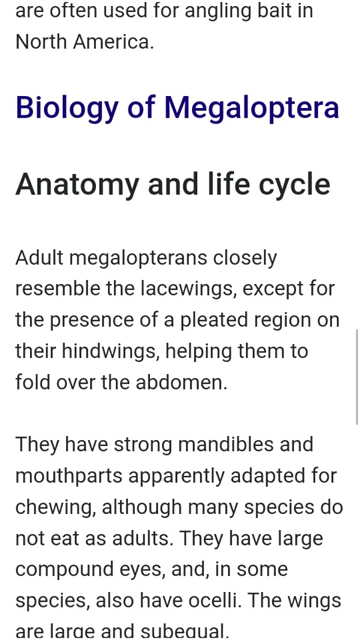 are often used for angling bait in
North America.
Biology of Megaloptera
Anatomy and life cycle
Adult megalopterans closely
resemble the lacewings, except for
the presence of a pleated region on
their hindwings, helping them to
fold over the abdomen.
They have strong mandibles and
mouthparts apparently adapted for
chewing, although many species do
not eat as adults. They have large
compound eyes, and, in some
species, also have ocelli. The wings
are large and subequal.